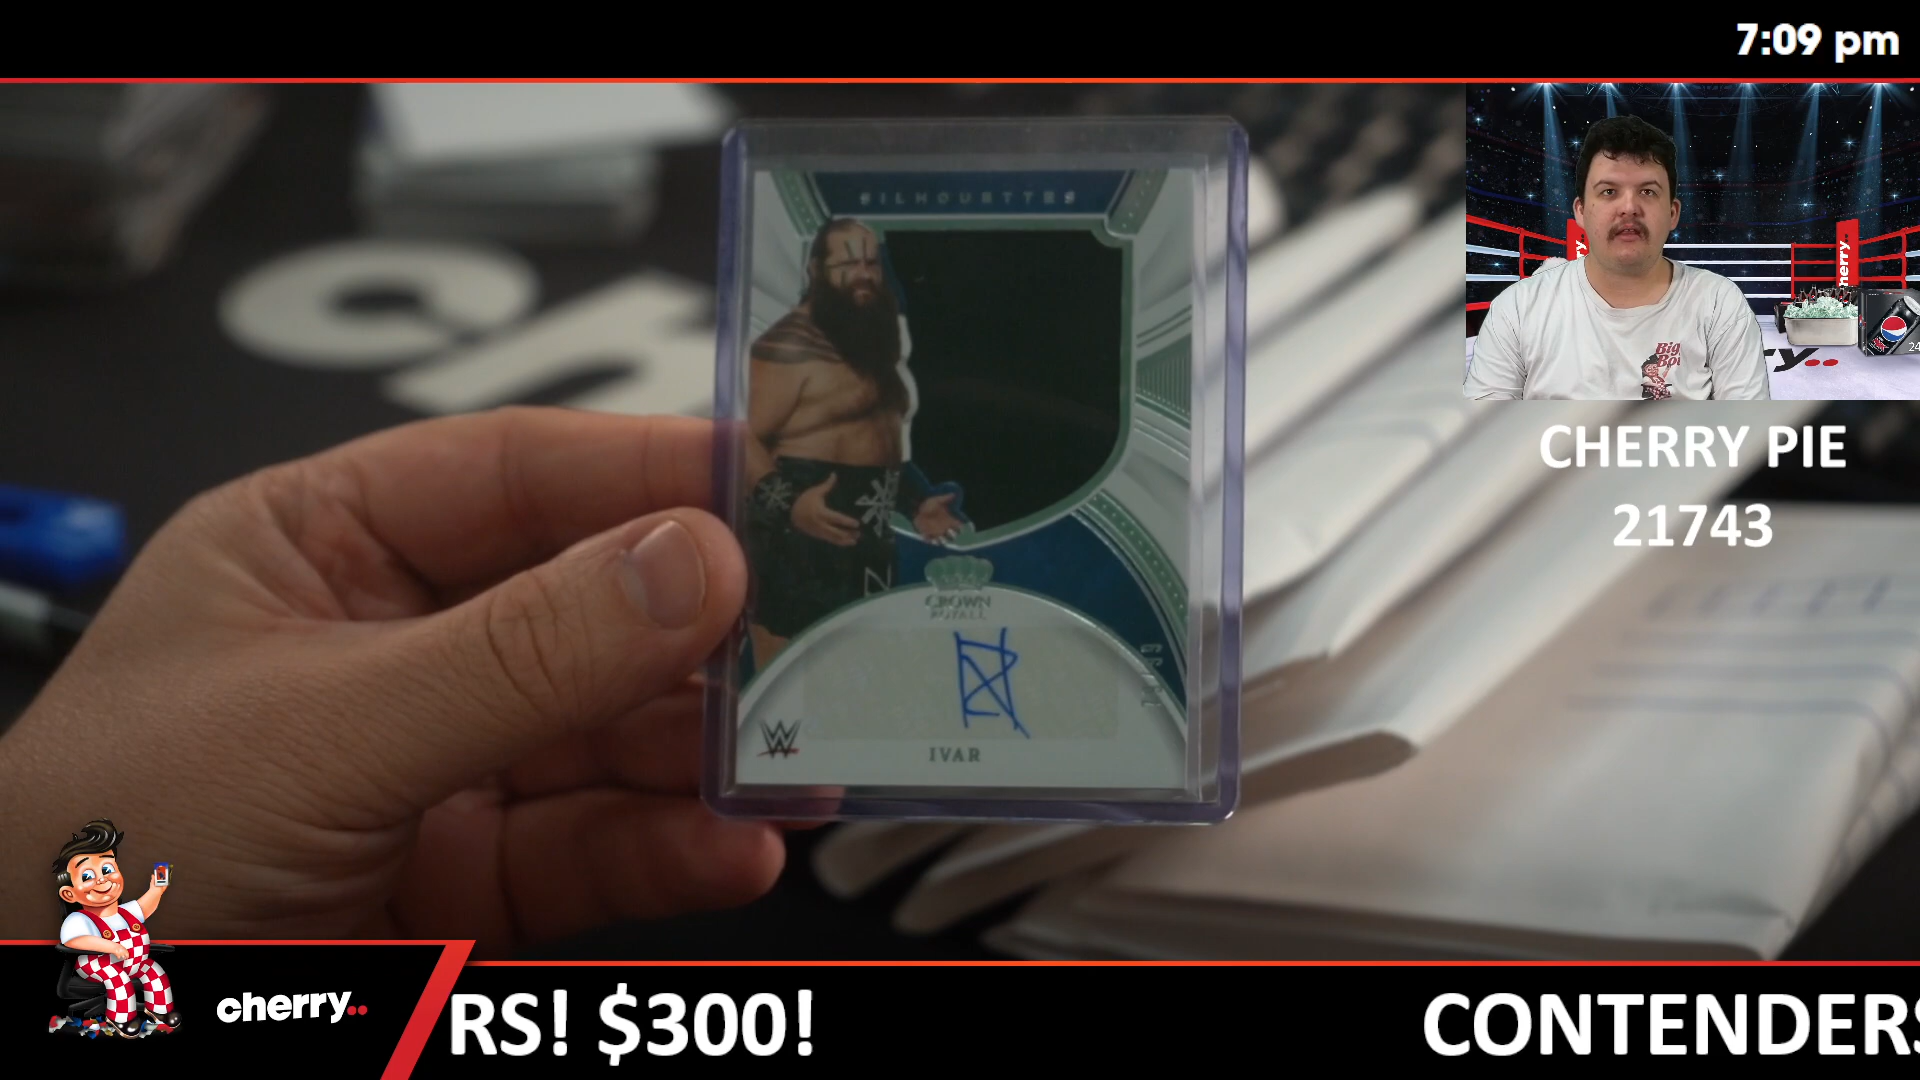 7:09 pm
SILHOUETTES
CROWN
ROYALE
IVAR
CHERRY PIE
21743
cherry..
RS! $300!
CONTENDERS